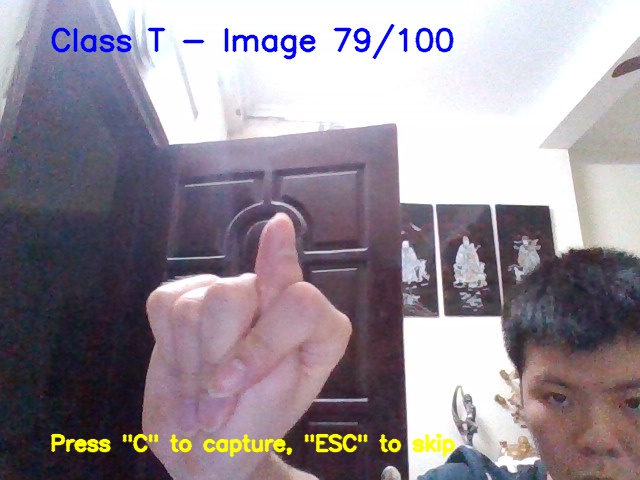 Class T - Image 79/100
Press "C" to capture, "ESC" to skip